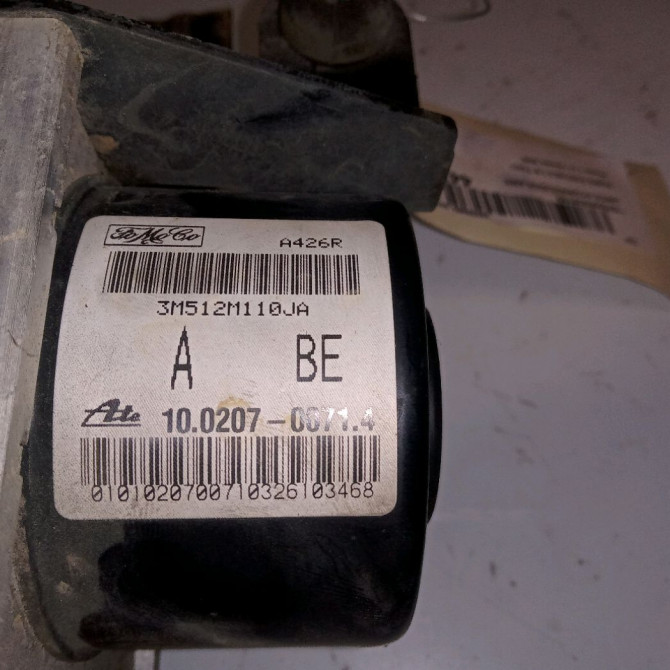 FoMoCo
A426R
3M512M110JA
A BE
Ate 10.0207-0071.4
0101020700710326103468